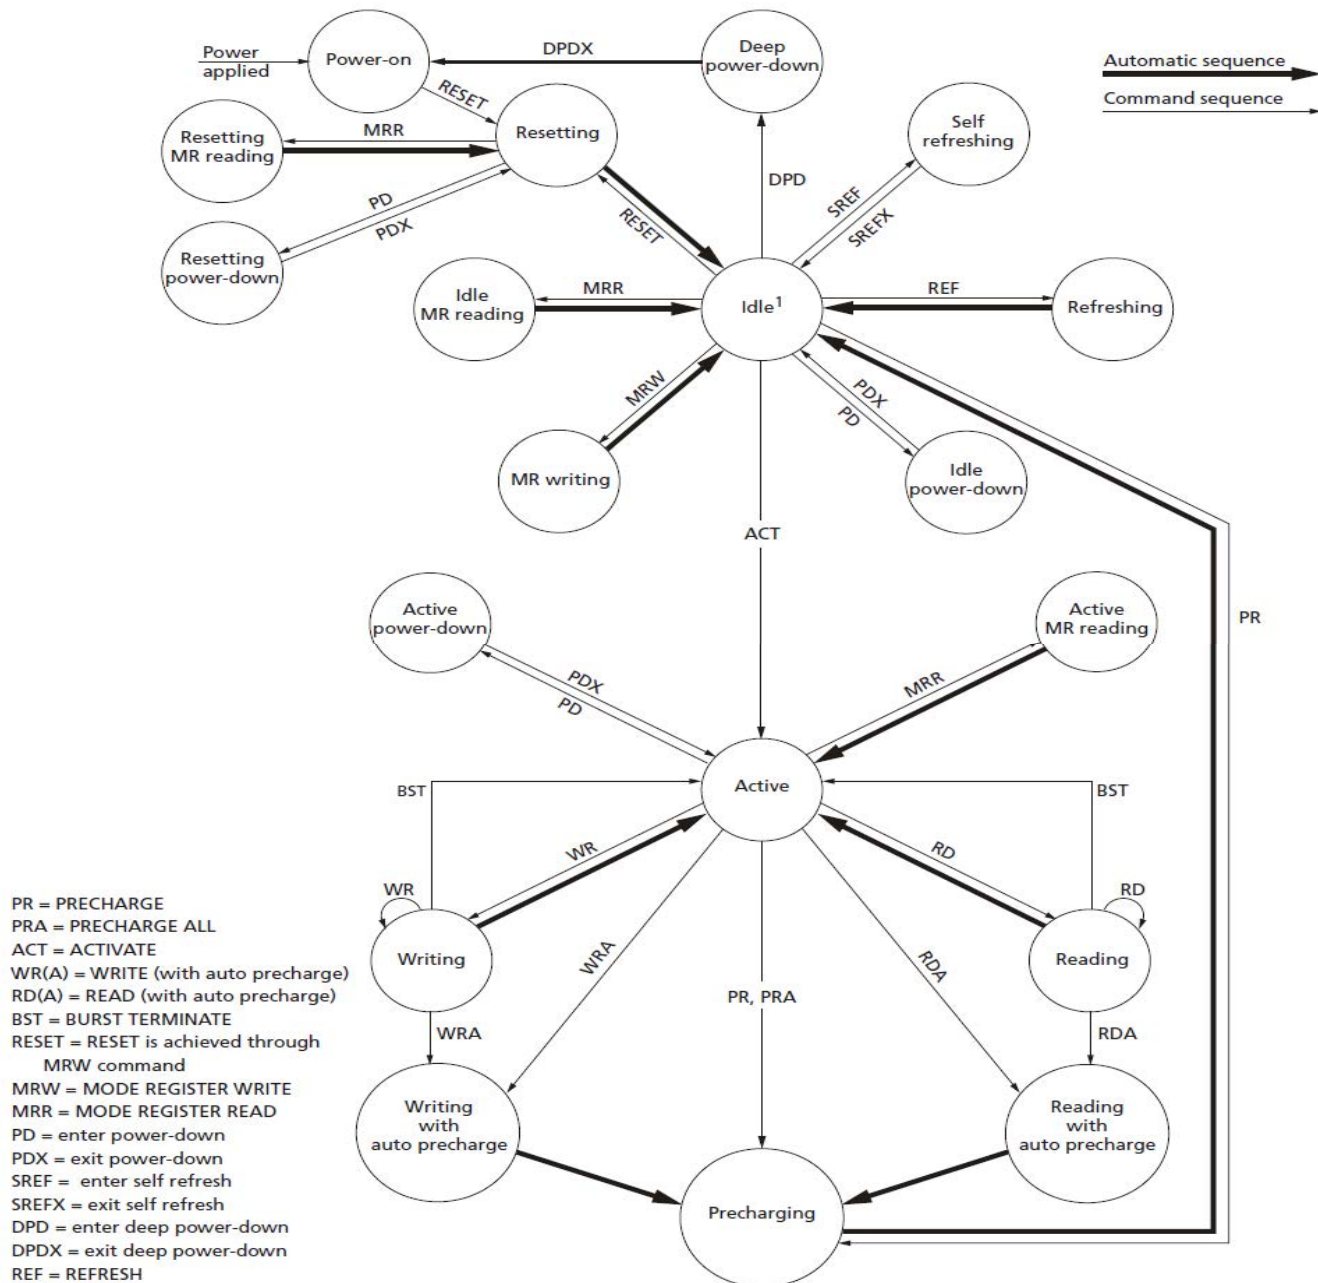 Power
applied
Power-on
DPDX
Deep
power-down
Automatic sequence
Command sequence
RESET
Resetting
MR reading
MRR
Resetting
Self
refreshing
DPD
PD
PDX
RESET
SREF
SREFX
Resetting
power-down
Idle
MR reading
MRR
Idle1
REF
Refreshing
MRW
PDX
PD
MR writing
Idle
power-down
ACT
Active
power-down
Active
MR reading
PR
PDX
PD
MRR
Active
BST
BST
WR
RD
WR
RD
Writing
Reading
WRA
RDA
PR, PRA
WRA
RDA
Writing
with
auto precharge
Reading
with
auto precharge
Precharging
PR = PRECHARGE
PRA = PRECHARGE ALL
ACT = ACTIVATE
WR(A) = WRITE (with auto precharge)
RD(A) = READ (with auto precharge)
BST = BURST TERMINATE
RESET = RESET is achieved through
MRW command
MRW = MODE REGISTER WRITE
MRR = MODE REGISTER READ
PD = enter power-down
PDX = exit power-down
SREF = enter self refresh
SREFX = exit self refresh
DPD = enter deep power-down
DPDX = exit deep power-down
REF = REFRESH